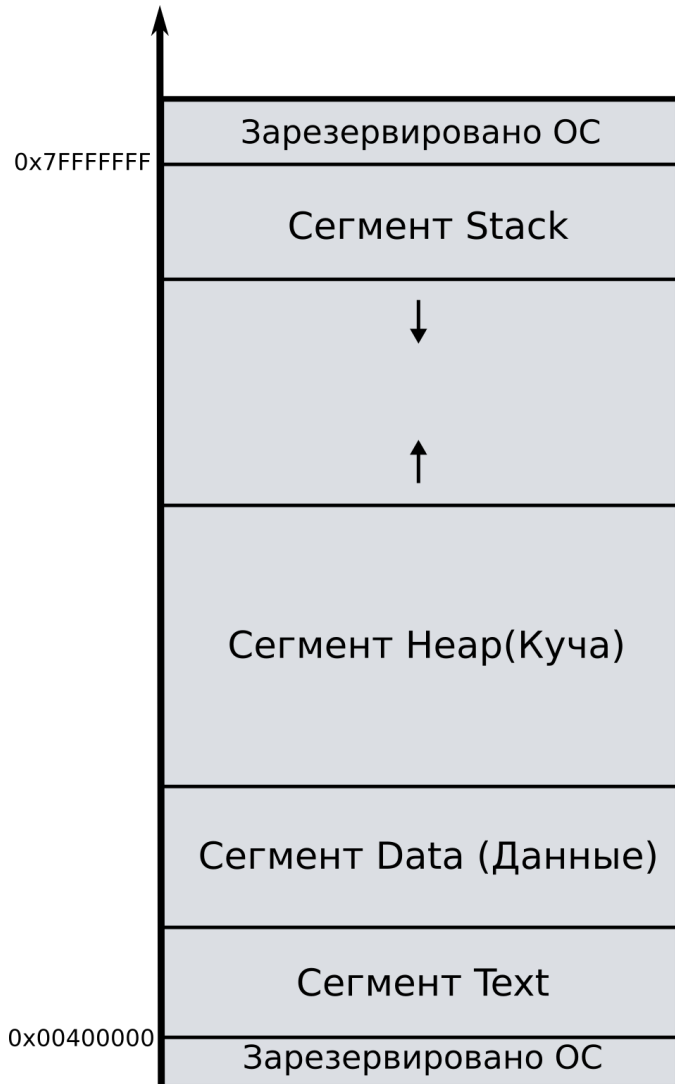 Зарезервировано ОС
0x7FFFFFFF
Сегмент Stack
Сегмент Heap(Куча)
Сегмент Data (Данные)
Сегмент Text
0x00400000
Зарезервировано ОС